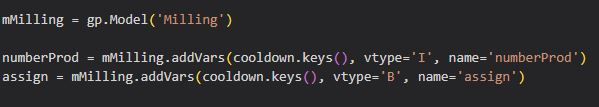 mMilling = gp.Model('Milling')
numberProd = mMilling.addVars(cooldown.keys(), vtype='I', name='numberProd')
assign = mMilling.addVars(cooldown.keys(), vtype='B', name='assign')